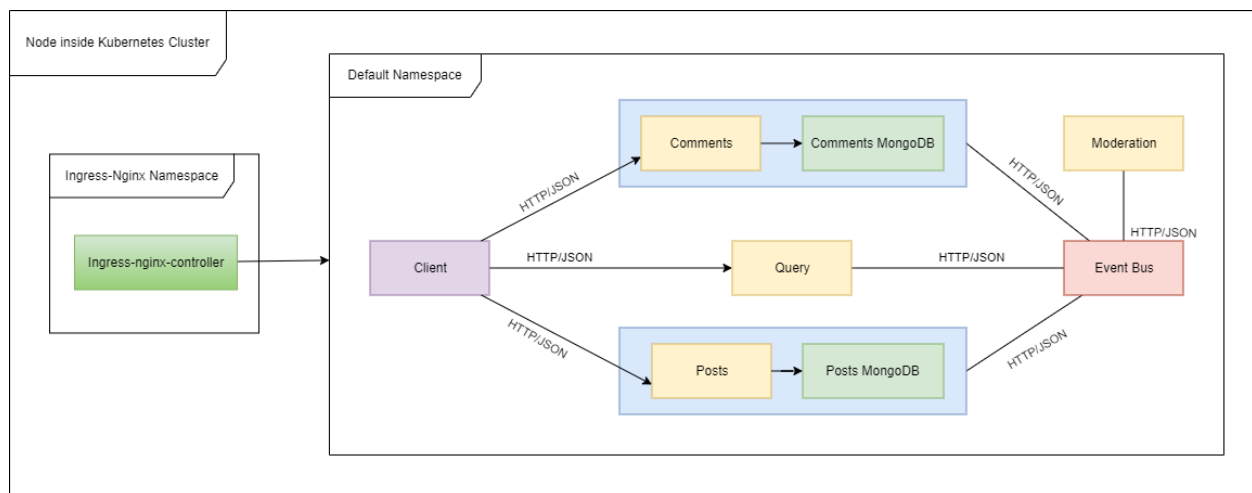 Node inside Kubernetes Cluster
Default Namespace
Comments
Comments MongoDB
Moderation
HTTP/JSON
HTTP/JSON
Ingress-Nginx Namespace
HTTP/JSON
Ingress-nginx-controller
Client
HTTP/JSON
Query
HTTP/JSON
Event Bus
HTTP/JSON
HTTP/JSON
Posts
Posts MongoDB